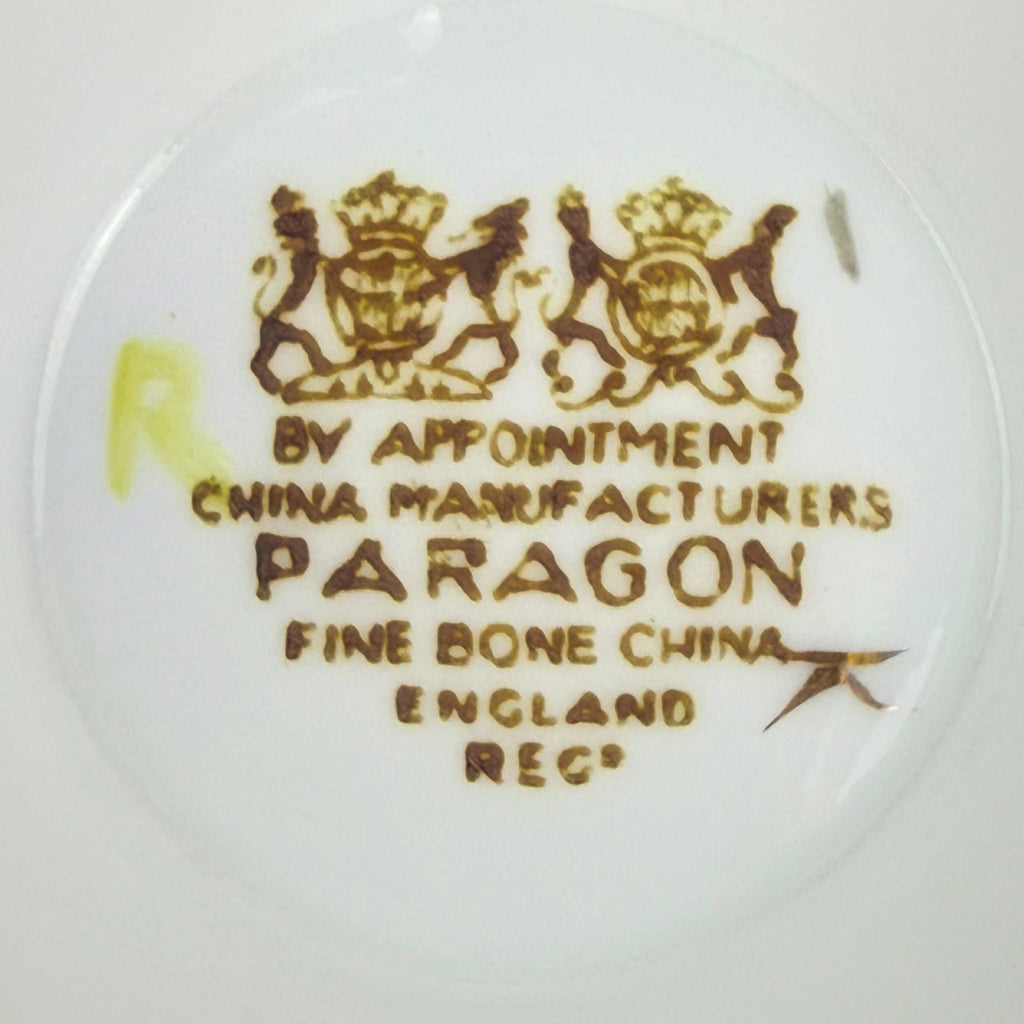 BY APPOINTMENT
R
CHINA MANUFACTURERS
PARAGON
FINE BONE CHINA
ENGLAND
REGD